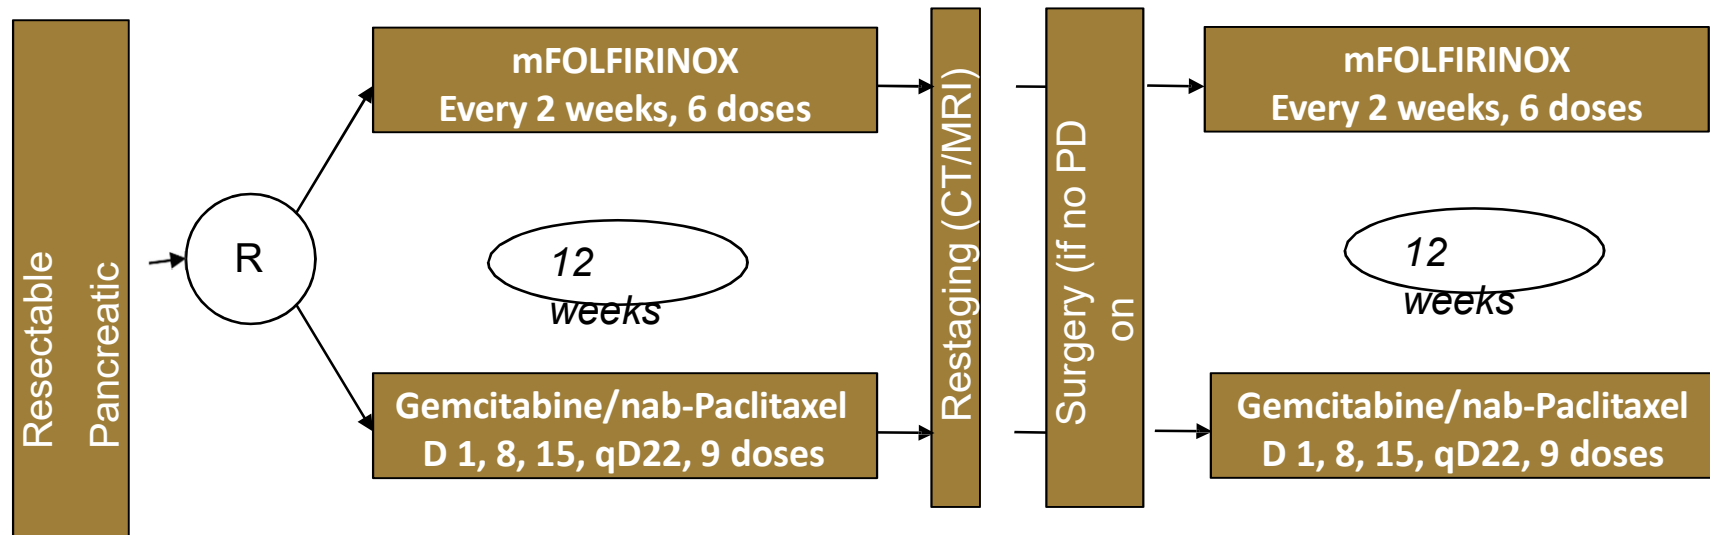 Resectable
Pancreatic
R
mFOLFIRINOX
Every 2 weeks, 6 doses
12
weeks
Gemcitabine/nab-Paclitaxel
D 1, 8, 15, qD22, 9 doses
Restaging (CT/MRI)
Surgery (if no PD
on
mFOLFIRINOX
Every 2 weeks, 6 doses
12
weeks
Gemcitabine/nab-Paclitaxel
D 1, 8, 15, qD22, 9 doses